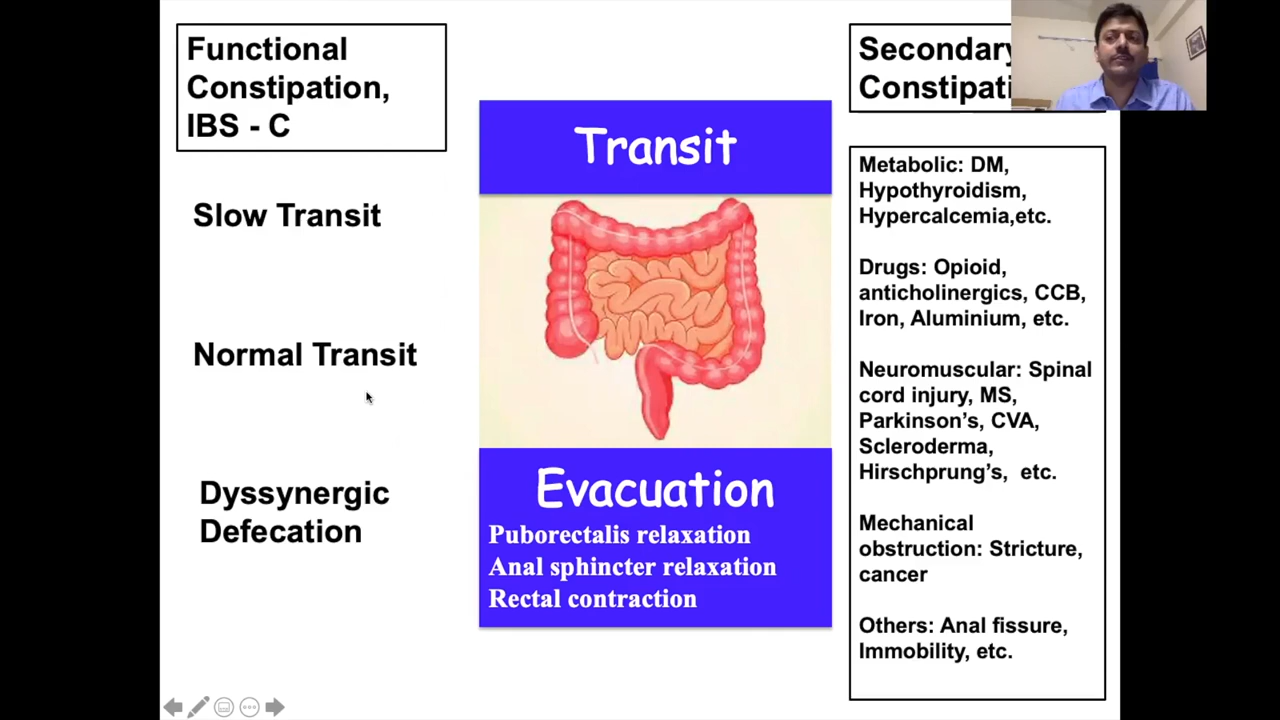 Functional
Constipation,
IBS - C
Slow Transit
Normal Transit
Dyssynergic
Defecation
Transit
Evacuation
Puborectalis relaxation
Anal sphincter relaxation
Rectal contraction
Secondary
Constipati
Metabolic: DM,
Hypothyroidism,
Hypercalcemia,etc.
Drugs: Opioid,
anticholinergics, CCB,
Iron, Aluminium, etc.
Neuromuscular: Spinal
cord injury, MS,
Parkinson’s, CVA,
Scleroderma,
Hirschprung’s, etc.
Mechanical
obstruction: Stricture,
cancer
Others: Anal fissure,
Immobility, etc.